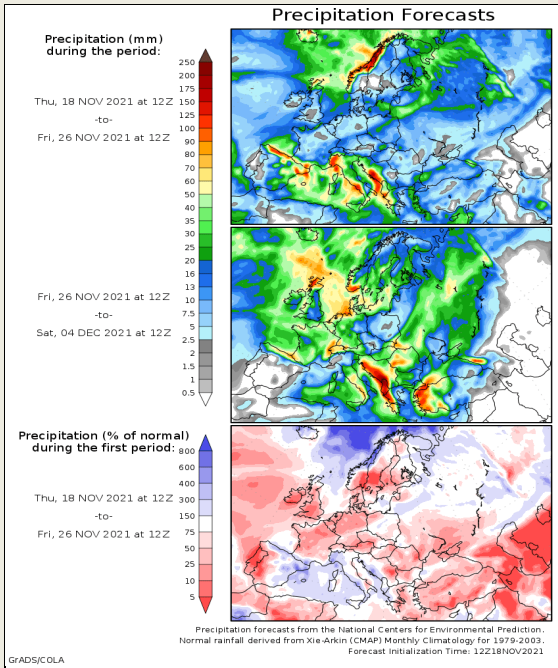 Precipitation Forecasts
Precipitation (mm)
during the period:
Thu, 18 NOV 2021 at 12Z
-to-
Fri, 26 NOV 2021 at 12Z
250
200
175
150
125
100
90
80
70
60
50
40
35
30
25
20
16
13
10
7.5
5
2.5
2
1.5
1
0.5
Fri, 26 NOV 2021 at 12Z
-to-
Sat, 04 DEC 2021 at 12Z
Precipitation (% of normal)
during the first period:
Thu, 18 NOV 2021 at 12Z
-to-
Fri, 26 NOV 2021 at 12Z
800
600
400
300
150
75
50
25
10
5
Precipitation forecasts from the National Centers for Environmental Prediction.
Normal rainfall derived from Xie-Arkin (CMAP) Monthly Climatology for 1979-2003.
Forecast Initialization Time: 12Z18NOV2021
GrADS/COLA